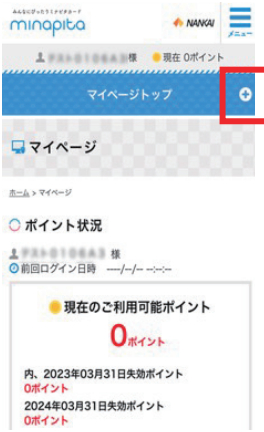 みんなにぴったりミナピタカード
minapita
NANKAI
メニュー
様 現在 0ポイント
マイページトップ
マイページ
ホーム > マイページ
ポイント状況
様
前回ログイン日時 ----/--/-- --:--:--
現在のご利用可能ポイント
0ポイント
内、2023年03月31日失効ポイント
0ポイント
2024年03月31日失効ポイント
0ポイント